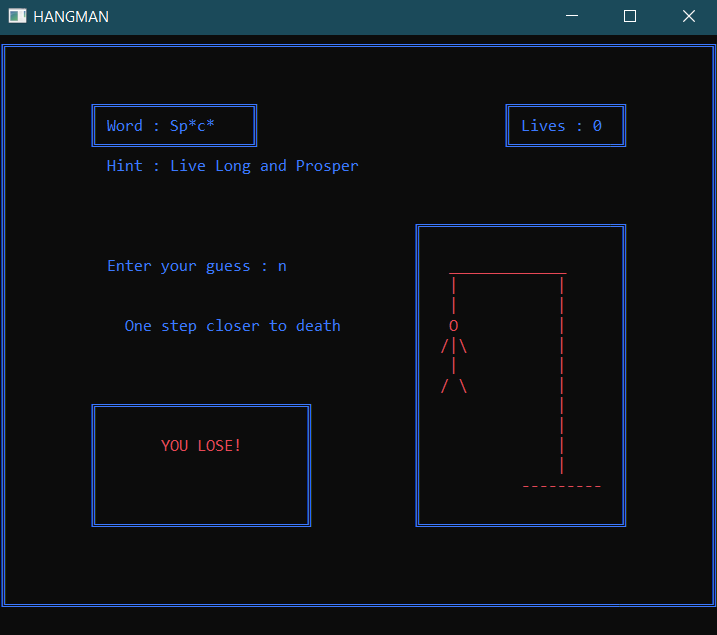 HANGMAN
Word : Sp*c*
Lives : 0
Hint : Live Long and Prosper
Enter your guess : n
One step closer to death
O
/|\
|
/ \
---------
YOU LOSE!